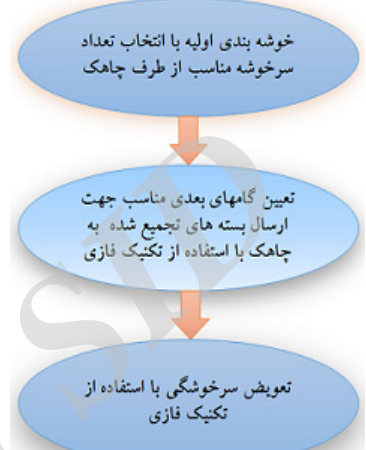 خوشه بندی اولیه با انتخاب تعداد
سرخوشه مناسب از طرف چاهک
تعیین گامهای بعدی مناسب جهت
ارسال بسته های تجمیع شده به
چاهک با استفاده از تکنیک فازی
تعویض سرخوشگی با استفاده از
تکنیک فازی
SID